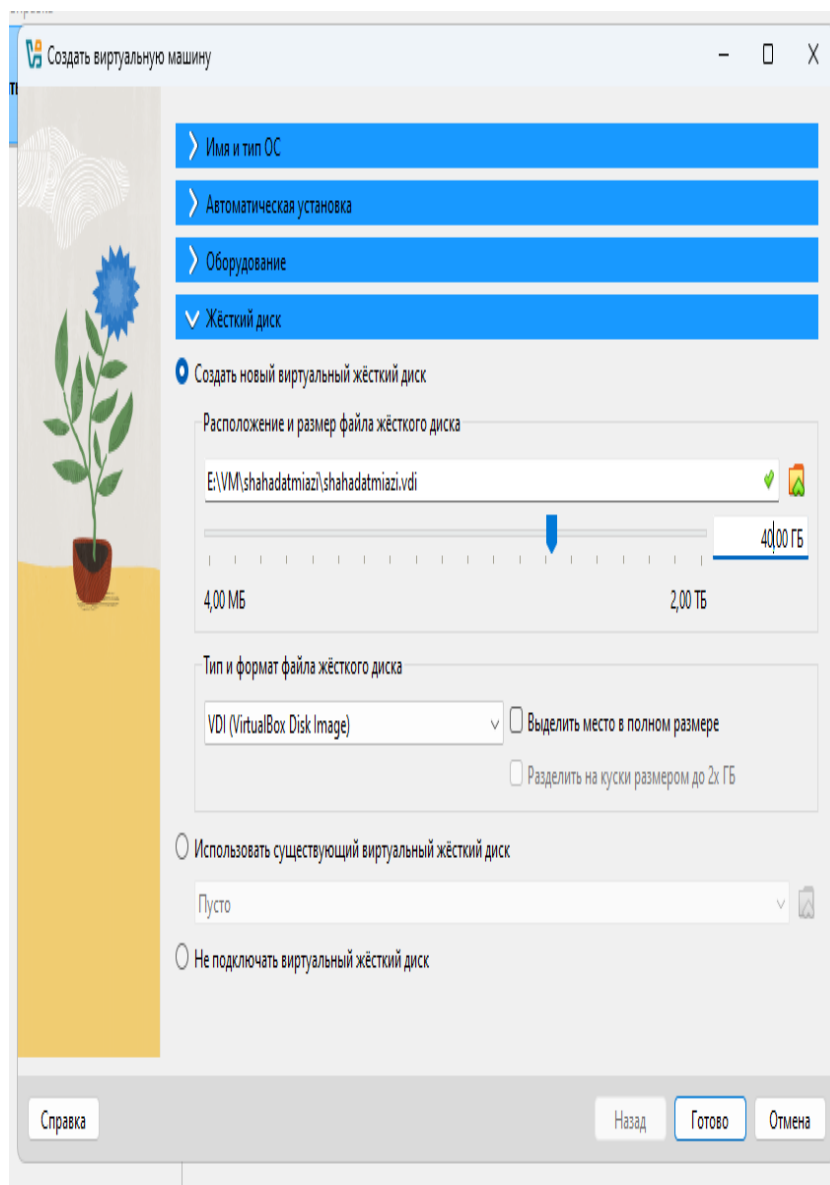 Создать виртуальную машину
Имя и тип ОС
Автоматическая установка
Оборудование
Жёсткий диск
Создать новый виртуальный жёсткий диск
Расположение и размер файла жёсткого диска
E:\VM\shahadatmiazi\shahadatmiazi.vdi
40,00 ГБ
4,00 МБ 2,00 ТБ
Тип и формат файла жёсткого диска
VDI (VirtualBox Disk Image) Выделить место в полном размере
Разделить на куски размером до 2х ГБ
Использовать существующий виртуальный жёсткий диск
Пусто
Не подключать виртуальный жёсткий диск
Справка Назад Готово Отмена